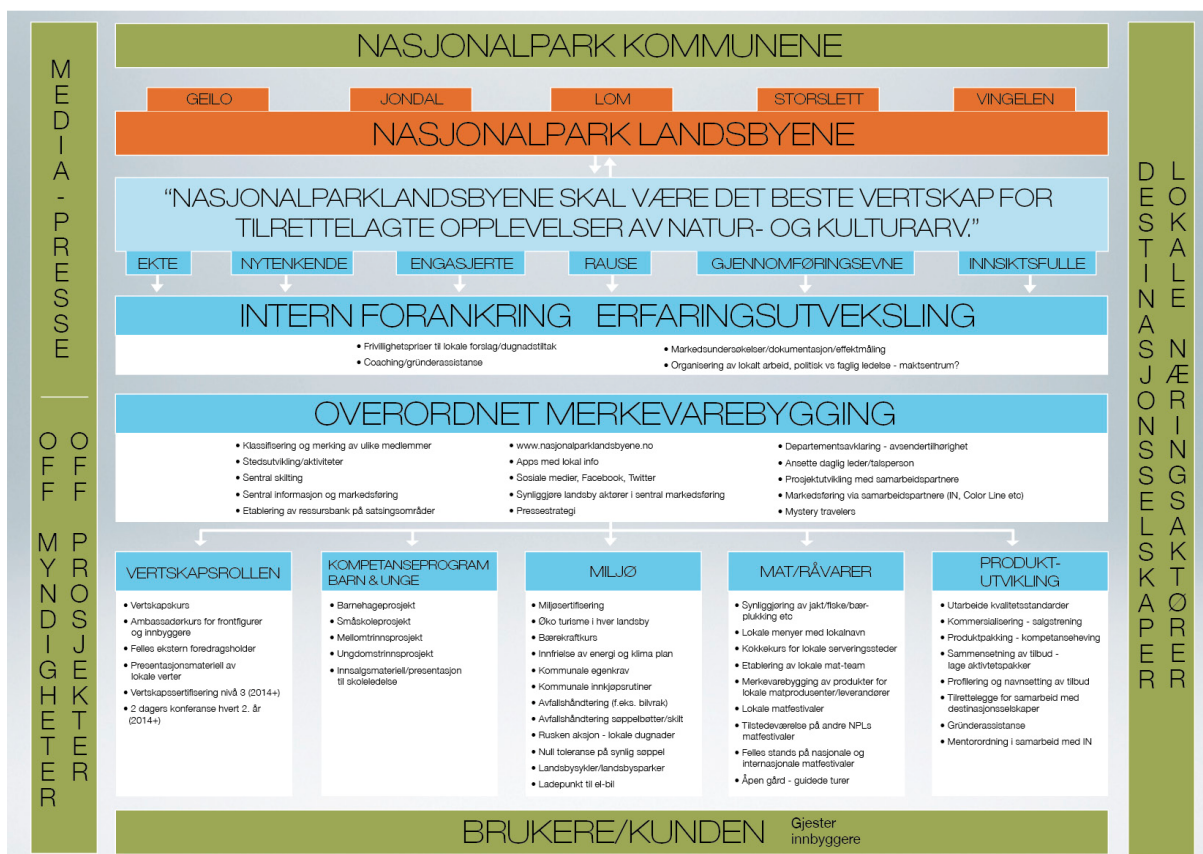 MEDIA-PRESSE
OFF MYNDIGHETER
OFF PROSJEKTER
NASJONALPARK KOMMUNENE
GEILO
JONDAL
LOM
STORSLETT
VINGELEN
NASJONALPARK LANDSBYENE
“NASJONALPARKLANDSBYENE SKAL VÆRE DET BESTE VERTSKAP FOR
TILRETTELAGTE OPPLEVELSER AV NATUR- OG KULTURARV.”
EKTE
NYTENKENDE
ENGASJERTE
RAUSE
GJENNOMFØRINGSEVNE
INNSIKTSFULLE
INTERN FORANKRING ERFARINGSUTVEKSLING
• Frivillighetspriser til lokale forslag/dugnadstiltak
• Coaching/gründerassistanse
• Markedsundersøkelser/dokumentasjon/effektmåling
• Organisering av lokalt arbeid, politisk vs faglig ledelse - maktsentrum?
OVERORDNET MERKEVAREBYGGING
• Klassifisering og merking av ulike medlemmer
• Stedsutvikling/aktiviteter
• Sentral skilting
• Sentral informasjon og markedsføring
• Etablering av ressursbank på satsingsområder
• www.nasjonalparklandsbyene.no
• Apps med lokal info
• Sosiale medier, Facebook, Twitter
• Synliggjøre landsby aktører i sentral markedsføring
• Pressestrategi
• Departementsavklaring - avsendertilhørighet
• Ansette daglig leder/talsperson
• Prosjektutvikling med samarbeidspartnere
• Markedsføring via samarbeidspartnere (IN, Color Line etc)
• Mystery travelers
VERTSKAPSROLLEN
• Vertskapskurs
• Ambassadørkurs for frontfigurer
og innbyggere
• Felles ekstern foredragsholder
• Presentasjonsmateriell av
lokale verter
• Vertskapssertifisering nivå 3 (2014+)
• 2 dagers konferanse hvert 2. år
(2014+)
KOMPETANSEPROGRAM
BARN & UNGE
• Barnehageprosjekt
• Småskoleprosjekt
• Mellomtrinnsprosjekt
• Ungdomstrinnsprosjekt
• Innsalgsmateriell/presentasjon
til skoleledelse
MILJØ
• Miljøsertifisering
• Øko turisme i hver landsby
• Bærekraftkurs
• Innfrielse av energi og klima plan
• Kommunale egenkrav
• Kommunale innkjøpsrutiner
• Avfallshåndtering (f.eks. bilvrak)
• Avfallshåndtering søppelbøtter/skilt
• Rusken aksjon - lokale dugnader
• Null toleranse på synlig søppel
• Landsbysykler/landsbysparker
• Ladepunkt til el-bil
MAT/RÅVARER
• Synliggjøring av jakt/fiske/bær-
plukking etc
• Lokale menyer med lokalnavn
• Kokkekurs for lokale serveringssteder
• Etablering av lokale mat-team
• Merkevarebygging av produkter for
lokale matprodusenter/leverandører
• Lokale matfestivaler
• Tilstedeværelse på andre NPLs
matfestivaler
• Felles stands på nasjonale og
internasjonale matfestivaler
• Åpen gård - guidede turer
PRODUKT-
UTVIKLING
• Utarbeide kvalitetsstandarder
• Kommersialisering - salgstrening
• Produktpakking - kompetanseheving
• Sammensetning av tilbud -
lage aktivtetspakker
• Profilering og navnsetting av tilbud
• Tilrettelegge for samarbeid med
destinasjonsselskaper
• Gründerassistanse
• Mentorordning i samarbeid med IN
BRUKERE/KUNDEN
Gjester
innbyggere
DESTINASJONSSELSKAPER
LOKALE NÆRINGSAKTØRER